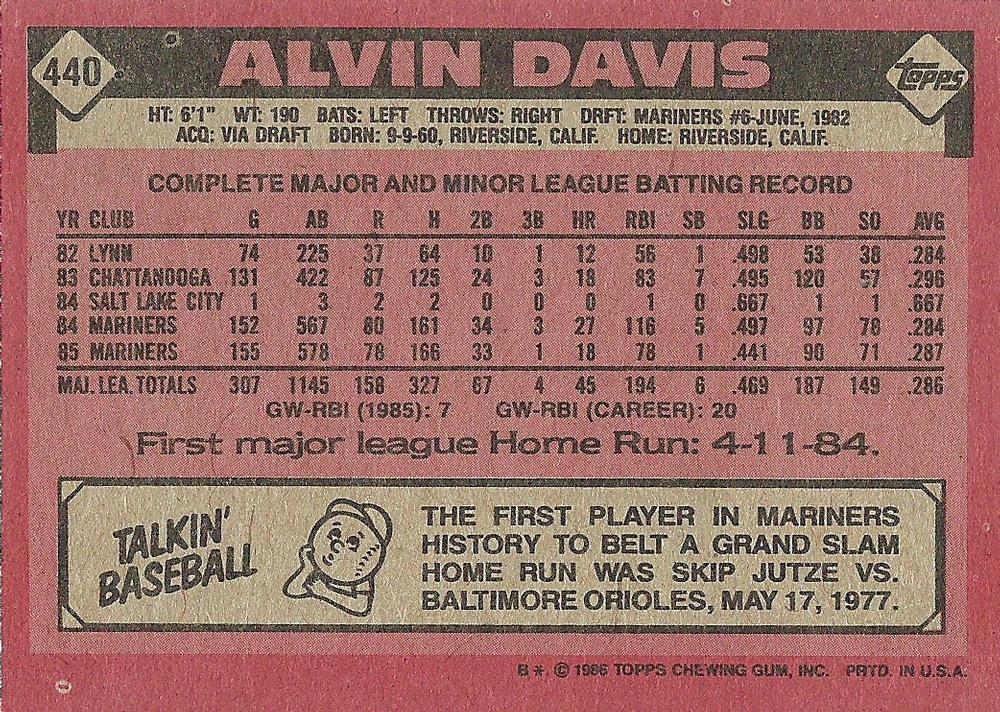 440 ALVIN DAVIS topps
HT: 6'1" WT: 190 BATS: LEFT THROWS: RIGHT DRFT: MARINERS #6-JUNE, 1982
ACQ: VIA DRAFT BORN: 9-9-60, RIVERSIDE, CALIF. HOME: RIVERSIDE, CALIF.
COMPLETE MAJOR AND MINOR LEAGUE BATTING RECORD
YR CLUB G AB R H 2B 3B HR RBI SB SLG BB SO AVG
82 LYNN 74 225 37 64 10 1 12 56 1 .498 53 38 .284
83 CHATTANOOGA 131 422 87 125 24 3 18 83 7 .495 120 57 .296
84 SALT LAKE CITY 1 3 2 2 0 0 0 1 0 .667 1 1 .667
84 MARINERS 152 567 80 161 34 3 27 116 5 .497 97 78 .284
85 MARINERS 155 578 78 166 33 1 18 78 1 .441 90 71 .287
MAJ. LEA. TOTALS 307 1145 158 327 67 4 45 194 6 .469 187 149 .286
GW-RBI (1985): 7 GW-RBI (CAREER): 20
First major league Home Run: 4-11-84.
TALKIN'
BASEBALL
THE FIRST PLAYER IN MARINERS
HISTORY TO BELT A GRAND SLAM
HOME RUN WAS SKIP JUTZE VS.
BALTIMORE ORIOLES, MAY 17, 1977.
B*. © 1986 TOPPS CHEWING GUM, INC. PRTD. IN U.S.A.